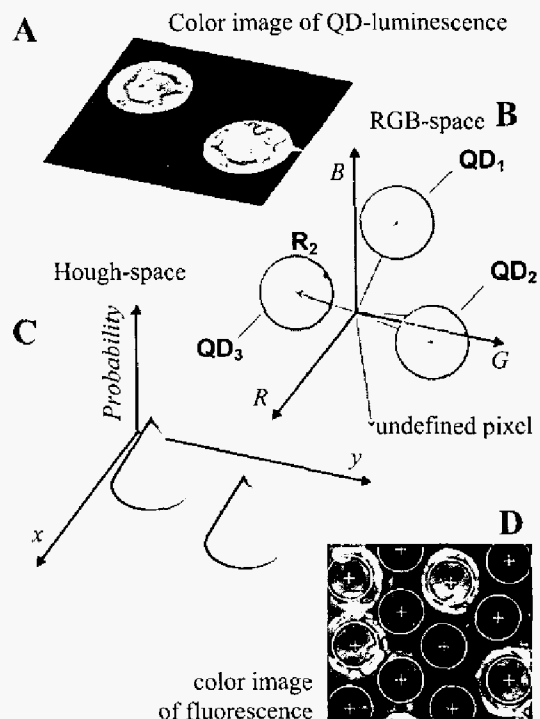 A
Color image of QD-luminescence
RGB-space B
B
QD1
R2
QD2
Hough-space
C
QD3
Probability
G
R
undefined pixel
y
x
D
color image
of fluorescence